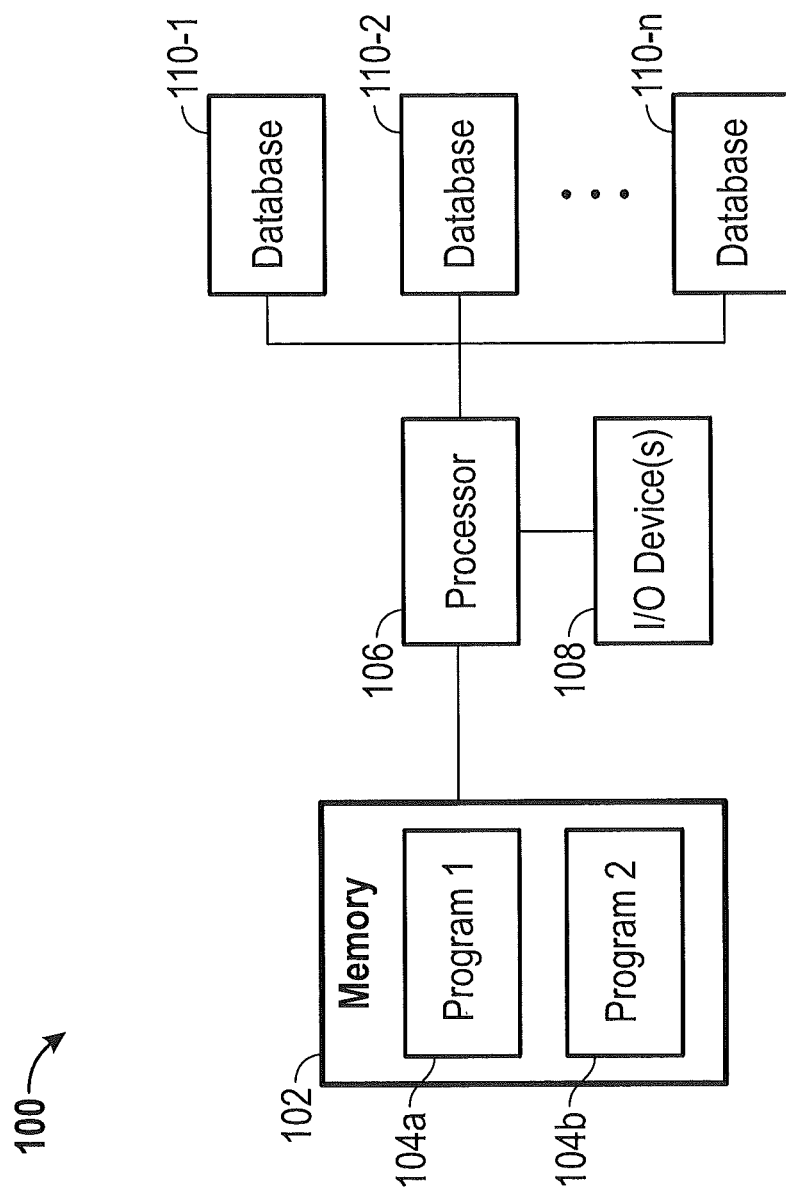 100
102
Memory
104a
Program 1
104b
Program 2
106
Processor
108
I/O Device(s)
110-1
Database
110-2
Database
110-n
Database